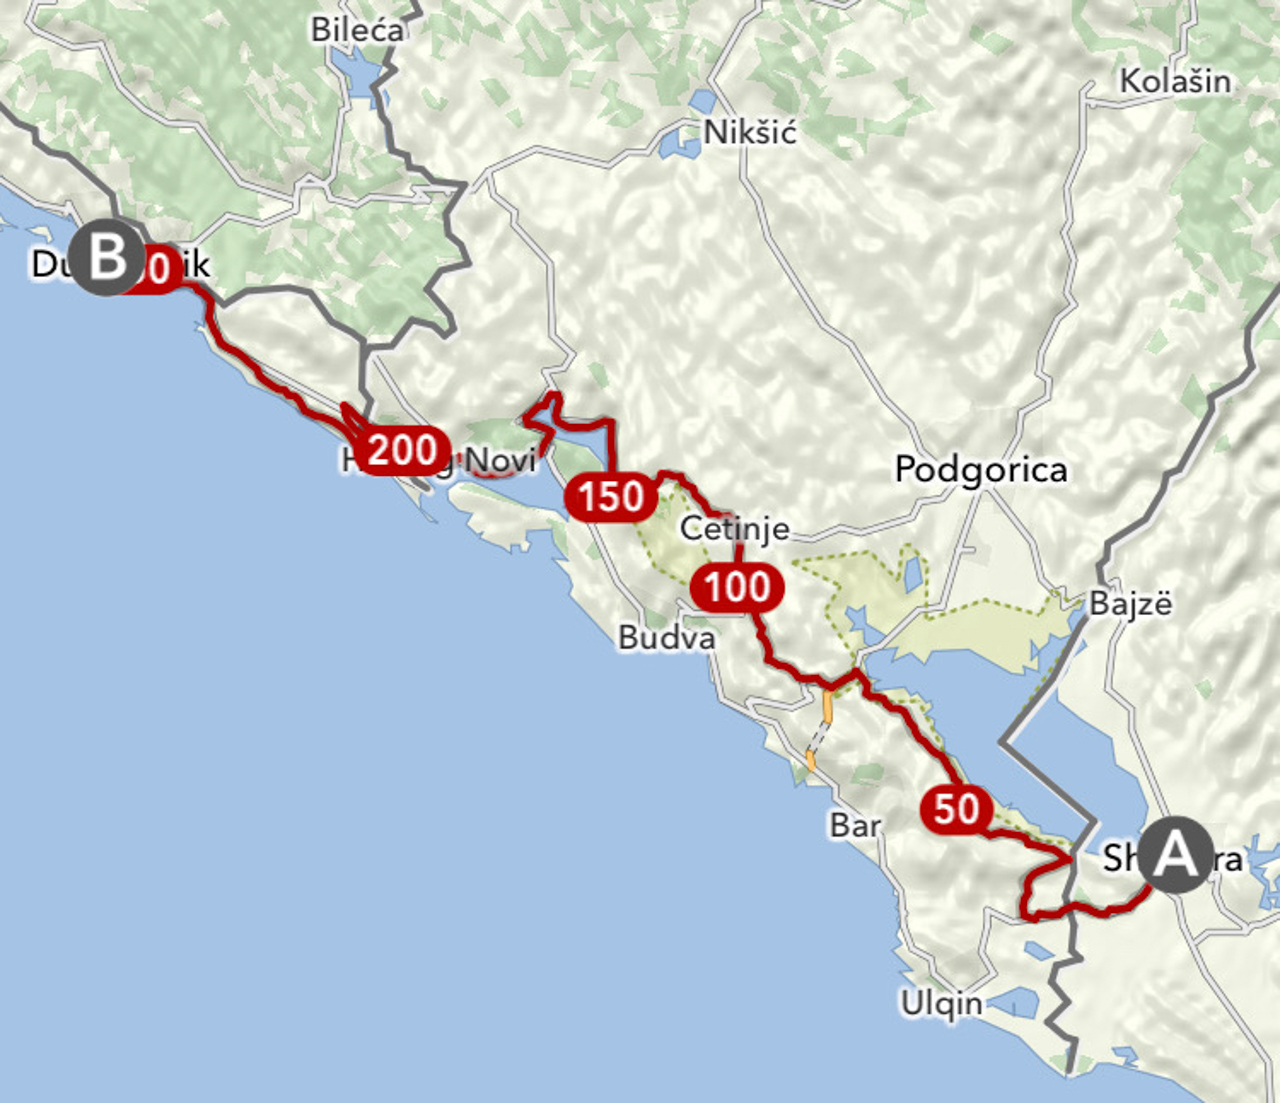 Bileća
Kolašin
Nikšić
B
Du
0
ik
200
Novi
150
Podgorica
Cetinje
100
Bajzë
Budva
50
Bar
Sh
A
ra
Ulqin